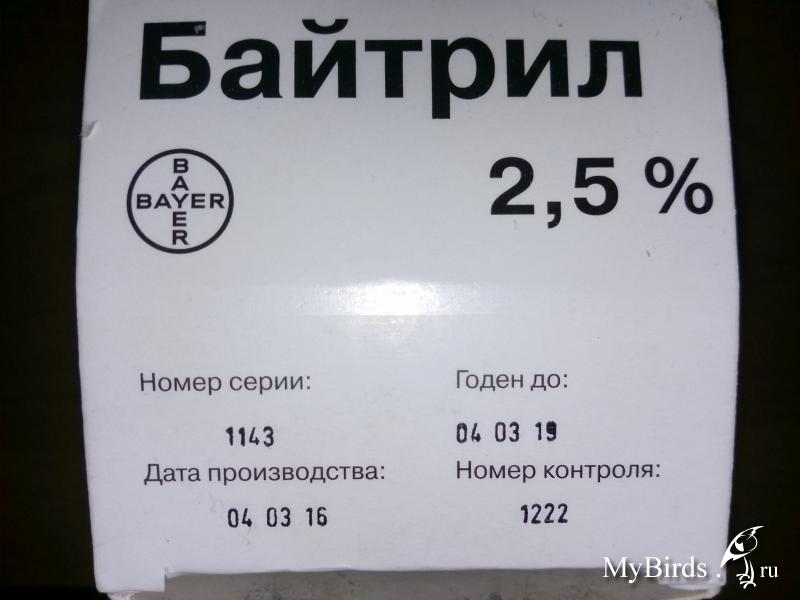 Байтрил
BAYER
BAYER
2,5 %
Номер серии:
1143
Годен до:
04 03 19
Дата производства:
04 03 16
Номер контроля:
1222
MyBirds.ru